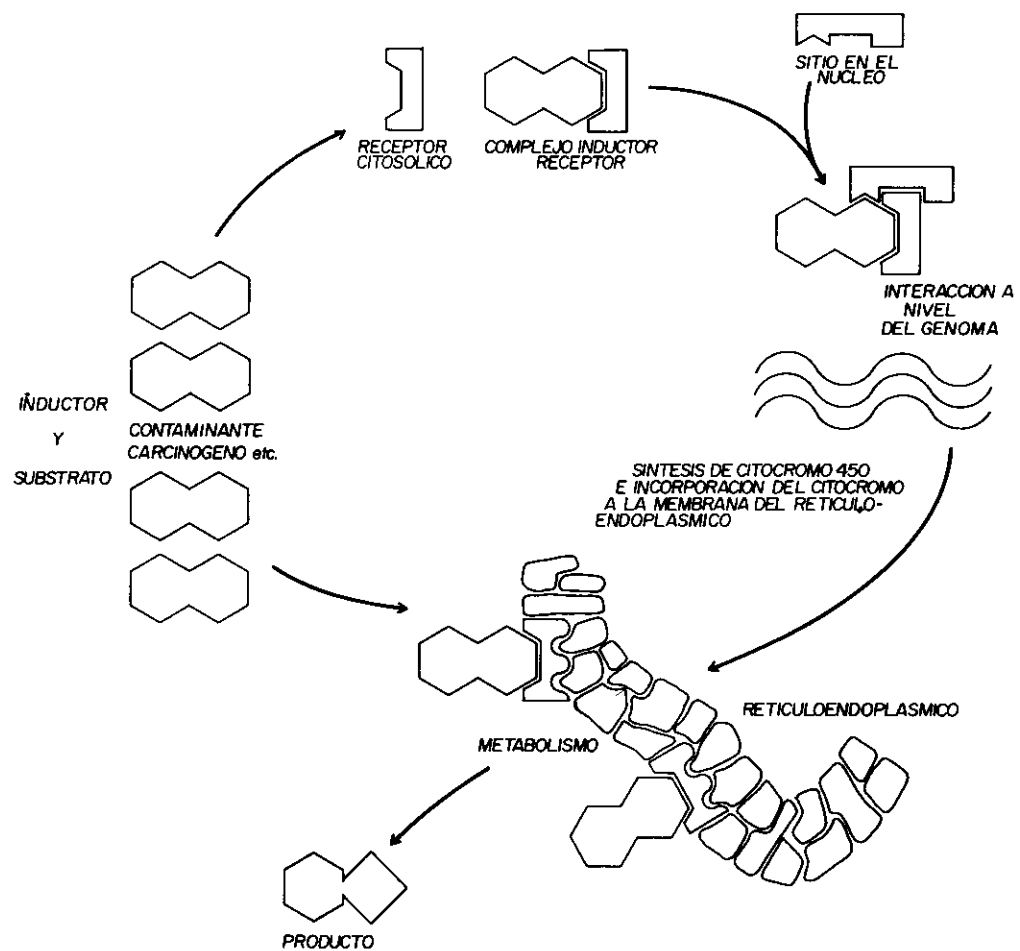 SITIO EN EL
NUCLEO
RECEPTOR
CITOSOLICO
COMPLEJO INDUCTOR
RECEPTOR
INTERACCION A
NIVEL
DEL GENOMA
INDUCTOR
Y
SUBSTRATO
CONTAMINANTE
CARCINOGENO etc.
SINTESIS DE CITOCROMO 450
E INCORPORACION DEL CITOCROMO
A LA MEMBRANA DEL RETICULO-
ENDOPLASMICO
RETICULOENDOPLASMICO
METABOLISMO
PRODUCTO